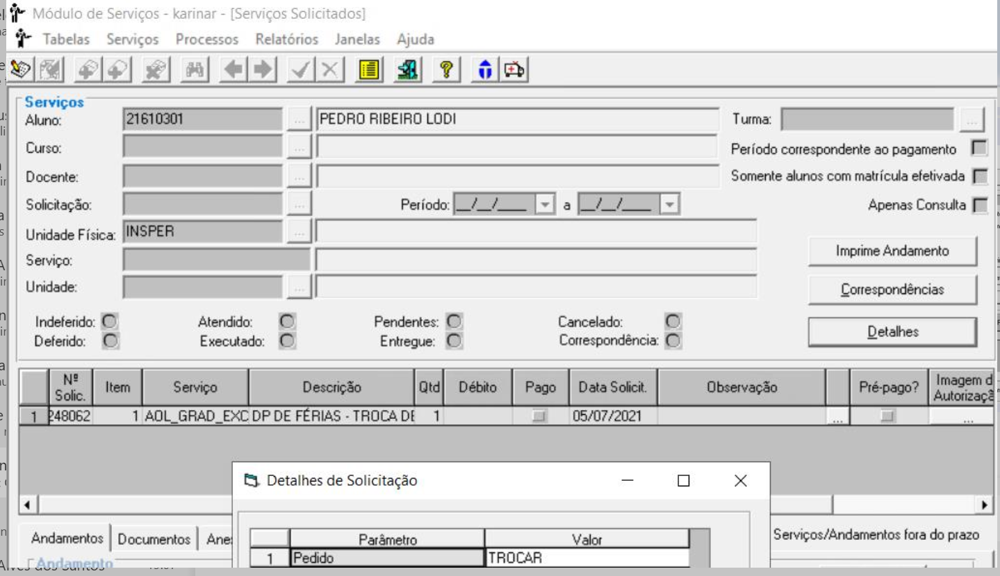 Módulo de Serviços - karinar - [Serviços Solicitados]
Tabelas Serviços Processos Relatórios Janelas Ajuda
Serviços
Aluno: 21610301 ... PEDRO RIBEIRO LODI Turma: ...
Curso: ... Período correspondente ao pagamento
Docente: ... Somente alunos com matrícula efetivada
Solicitação: ... Período: _/_/___ a _/_/___ Apenas Consulta
Unidade Física: INSPER ...
Imprime Andamento
Serviço:
Unidade: ... Correspondências
Indeferido: Atendido: Pendentes: Cancelado:
Detalhes
Deferido: Executado: Entregue: Correspondência:
Nº Solic. Item Serviço Descrição Qtd Débito Pago Data Solicit. Observação Pré-pago? Imagem d Autorizaçã
1 248062 1 AOL_GRAD_EXC DP DE FÉRIAS - TROCA DE 1 05/07/2021 ... ...
Detalhes de Solicitação
Andamentos Documentos Ane Serviços/Andamentos fora do prazo
Parâmetro Valor
1 Pedido TROCAR
Andamento